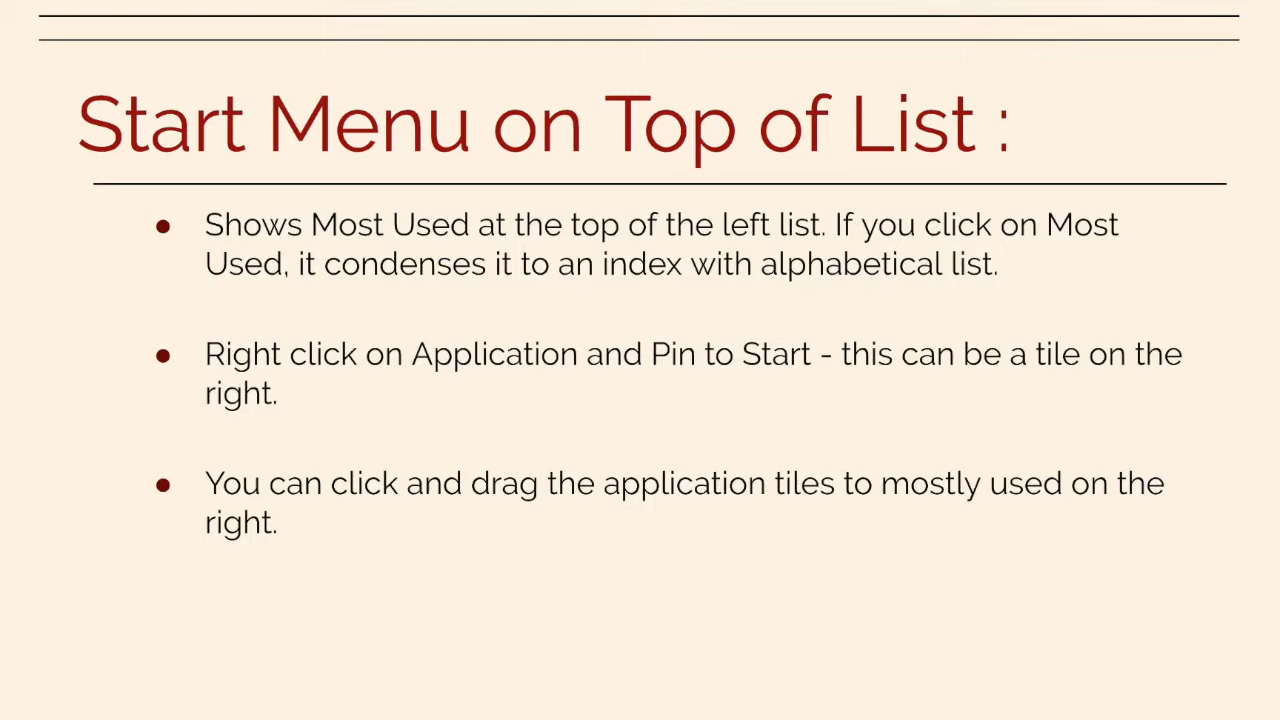 Start Menu on Top of List :
● Shows Most Used at the top of the left list. If you click on Most
Used, it condenses it to an index with alphabetical list.
● Right click on Application and Pin to Start - this can be a tile on the
right.
● You can click and drag the application tiles to mostly used on the
right.